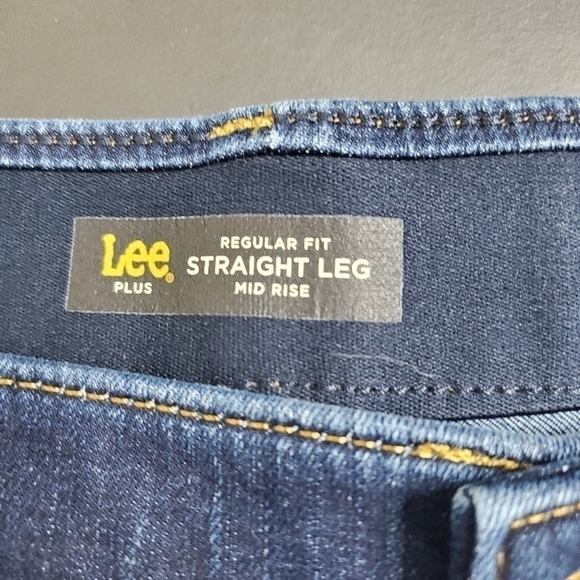 Lee®
PLUS
REGULAR FIT
STRAIGHT LEG
MID RISE